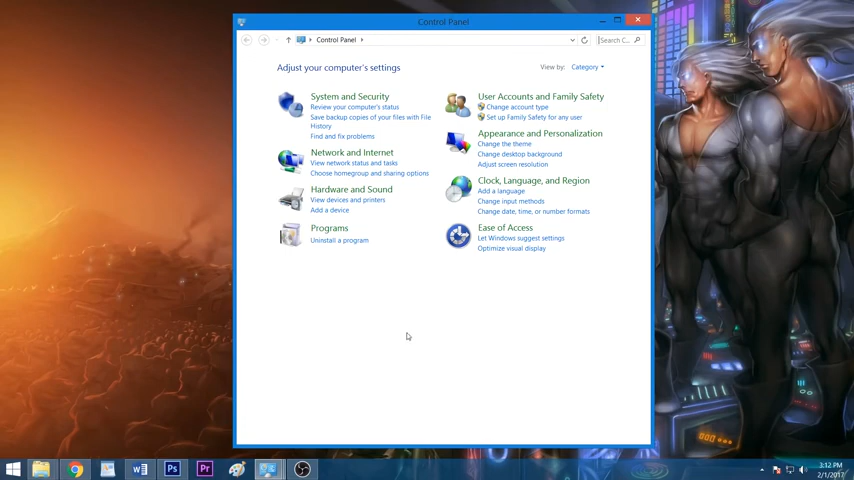 Control Panel
Control Panel
Search C...
Adjust your computer's settings
View by: Category
System and Security
Review your computer's status
Save backup copies of your files with File
History
Find and fix problems
Network and Internet
View network status and tasks
Choose homegroup and sharing options
Hardware and Sound
View devices and printers
Add a device
Programs
Uninstall a program
User Accounts and Family Safety
Change account type
Set up Family Safety for any user
Appearance and Personalization
Change the theme
Change desktop background
Adjust screen resolution
Clock, Language, and Region
Add a language
Change input methods
Change date, time, or number formats
Ease of Access
Let Windows suggest settings
Optimize visual display
W
Ps
Pr
3:12 PM
2/1/2017